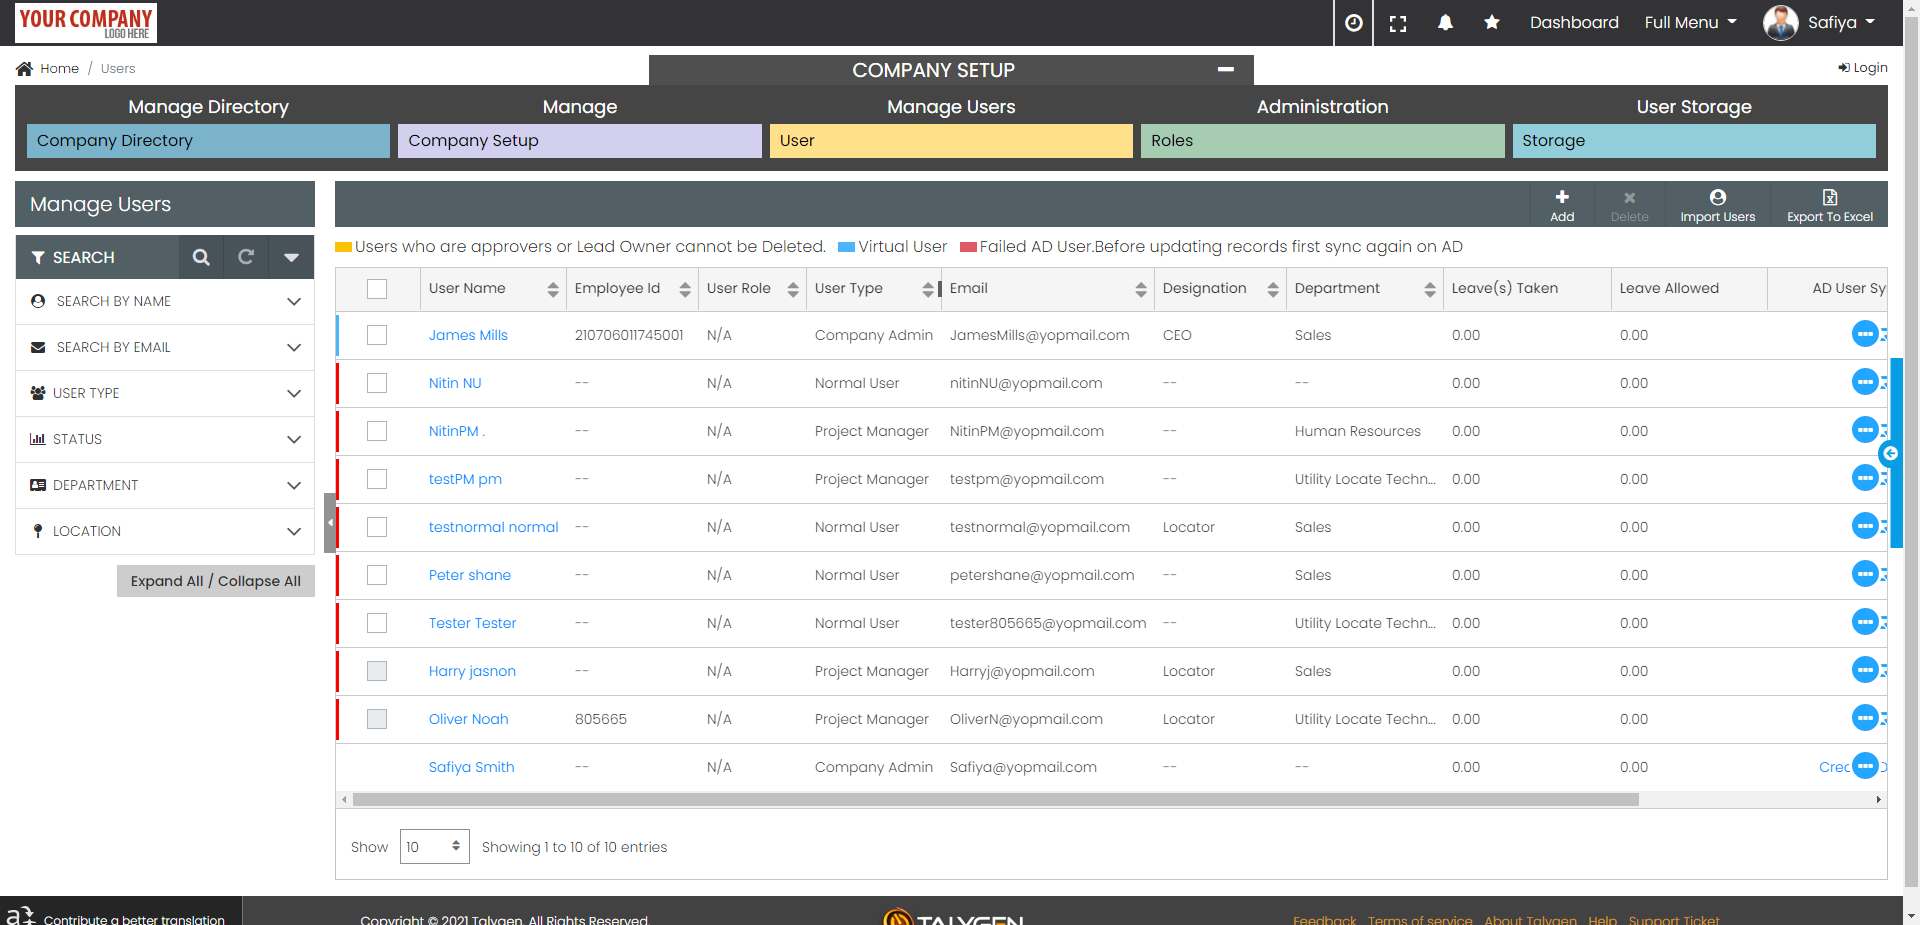 YOUR COMPANY
LOGO HERE
Dashboard Full Menu Safiya
Home / Users
COMPANY SETUP
Login
Manage Directory Manage Manage Users Administration User Storage
Company Directory Company Setup User Roles Storage
Manage Users
Add Delete Import Users Export To Excel
SEARCH
SEARCH BY NAME
SEARCH BY EMAIL
USER TYPE
STATUS
DEPARTMENT
LOCATION
Expand All / Collapse All
Users who are approvers or Lead Owner cannot be Deleted. Virtual User Failed AD User.Before updating records first sync again on AD
User Name Employee Id User Role User Type Email Designation Department Leave(s) Taken Leave Allowed AD User Sy
James Mills 210706011745001 N/A Company Admin JamesMills@yopmail.com CEO Sales 0.00 0.00
Nitin NU -- N/A Normal User nitinNU@yopmail.com -- -- 0.00 0.00
NitinPM . -- N/A Project Manager NitinPM@yopmail.com -- Human Resources 0.00 0.00
testPM pm -- N/A Project Manager testpm@yopmail.com -- Utility Locate Techn... 0.00 0.00
testnormal normal -- N/A Normal User testnormal@yopmail.com Locator Sales 0.00 0.00
Peter shane -- N/A Normal User petershane@yopmail.com -- Sales 0.00 0.00
Tester Tester -- N/A Normal User tester805665@yopmail.com -- Utility Locate Techn... 0.00 0.00
Harry jasnon -- N/A Project Manager Harryj@yopmail.com Locator Sales 0.00 0.00
Oliver Noah 805665 N/A Project Manager OliverN@yopmail.com Locator Utility Locate Techn... 0.00 0.00
Safiya Smith -- N/A Company Admin Safiya@yopmail.com -- -- 0.00 0.00 Crec
Show 10 Showing 1 to 10 of 10 entries
Contribute a better translation
Copyright © 2021 Talygen. All Rights Reserved.
TALYGEN
Feedback Terms of service About Talygen Help Support Ticket